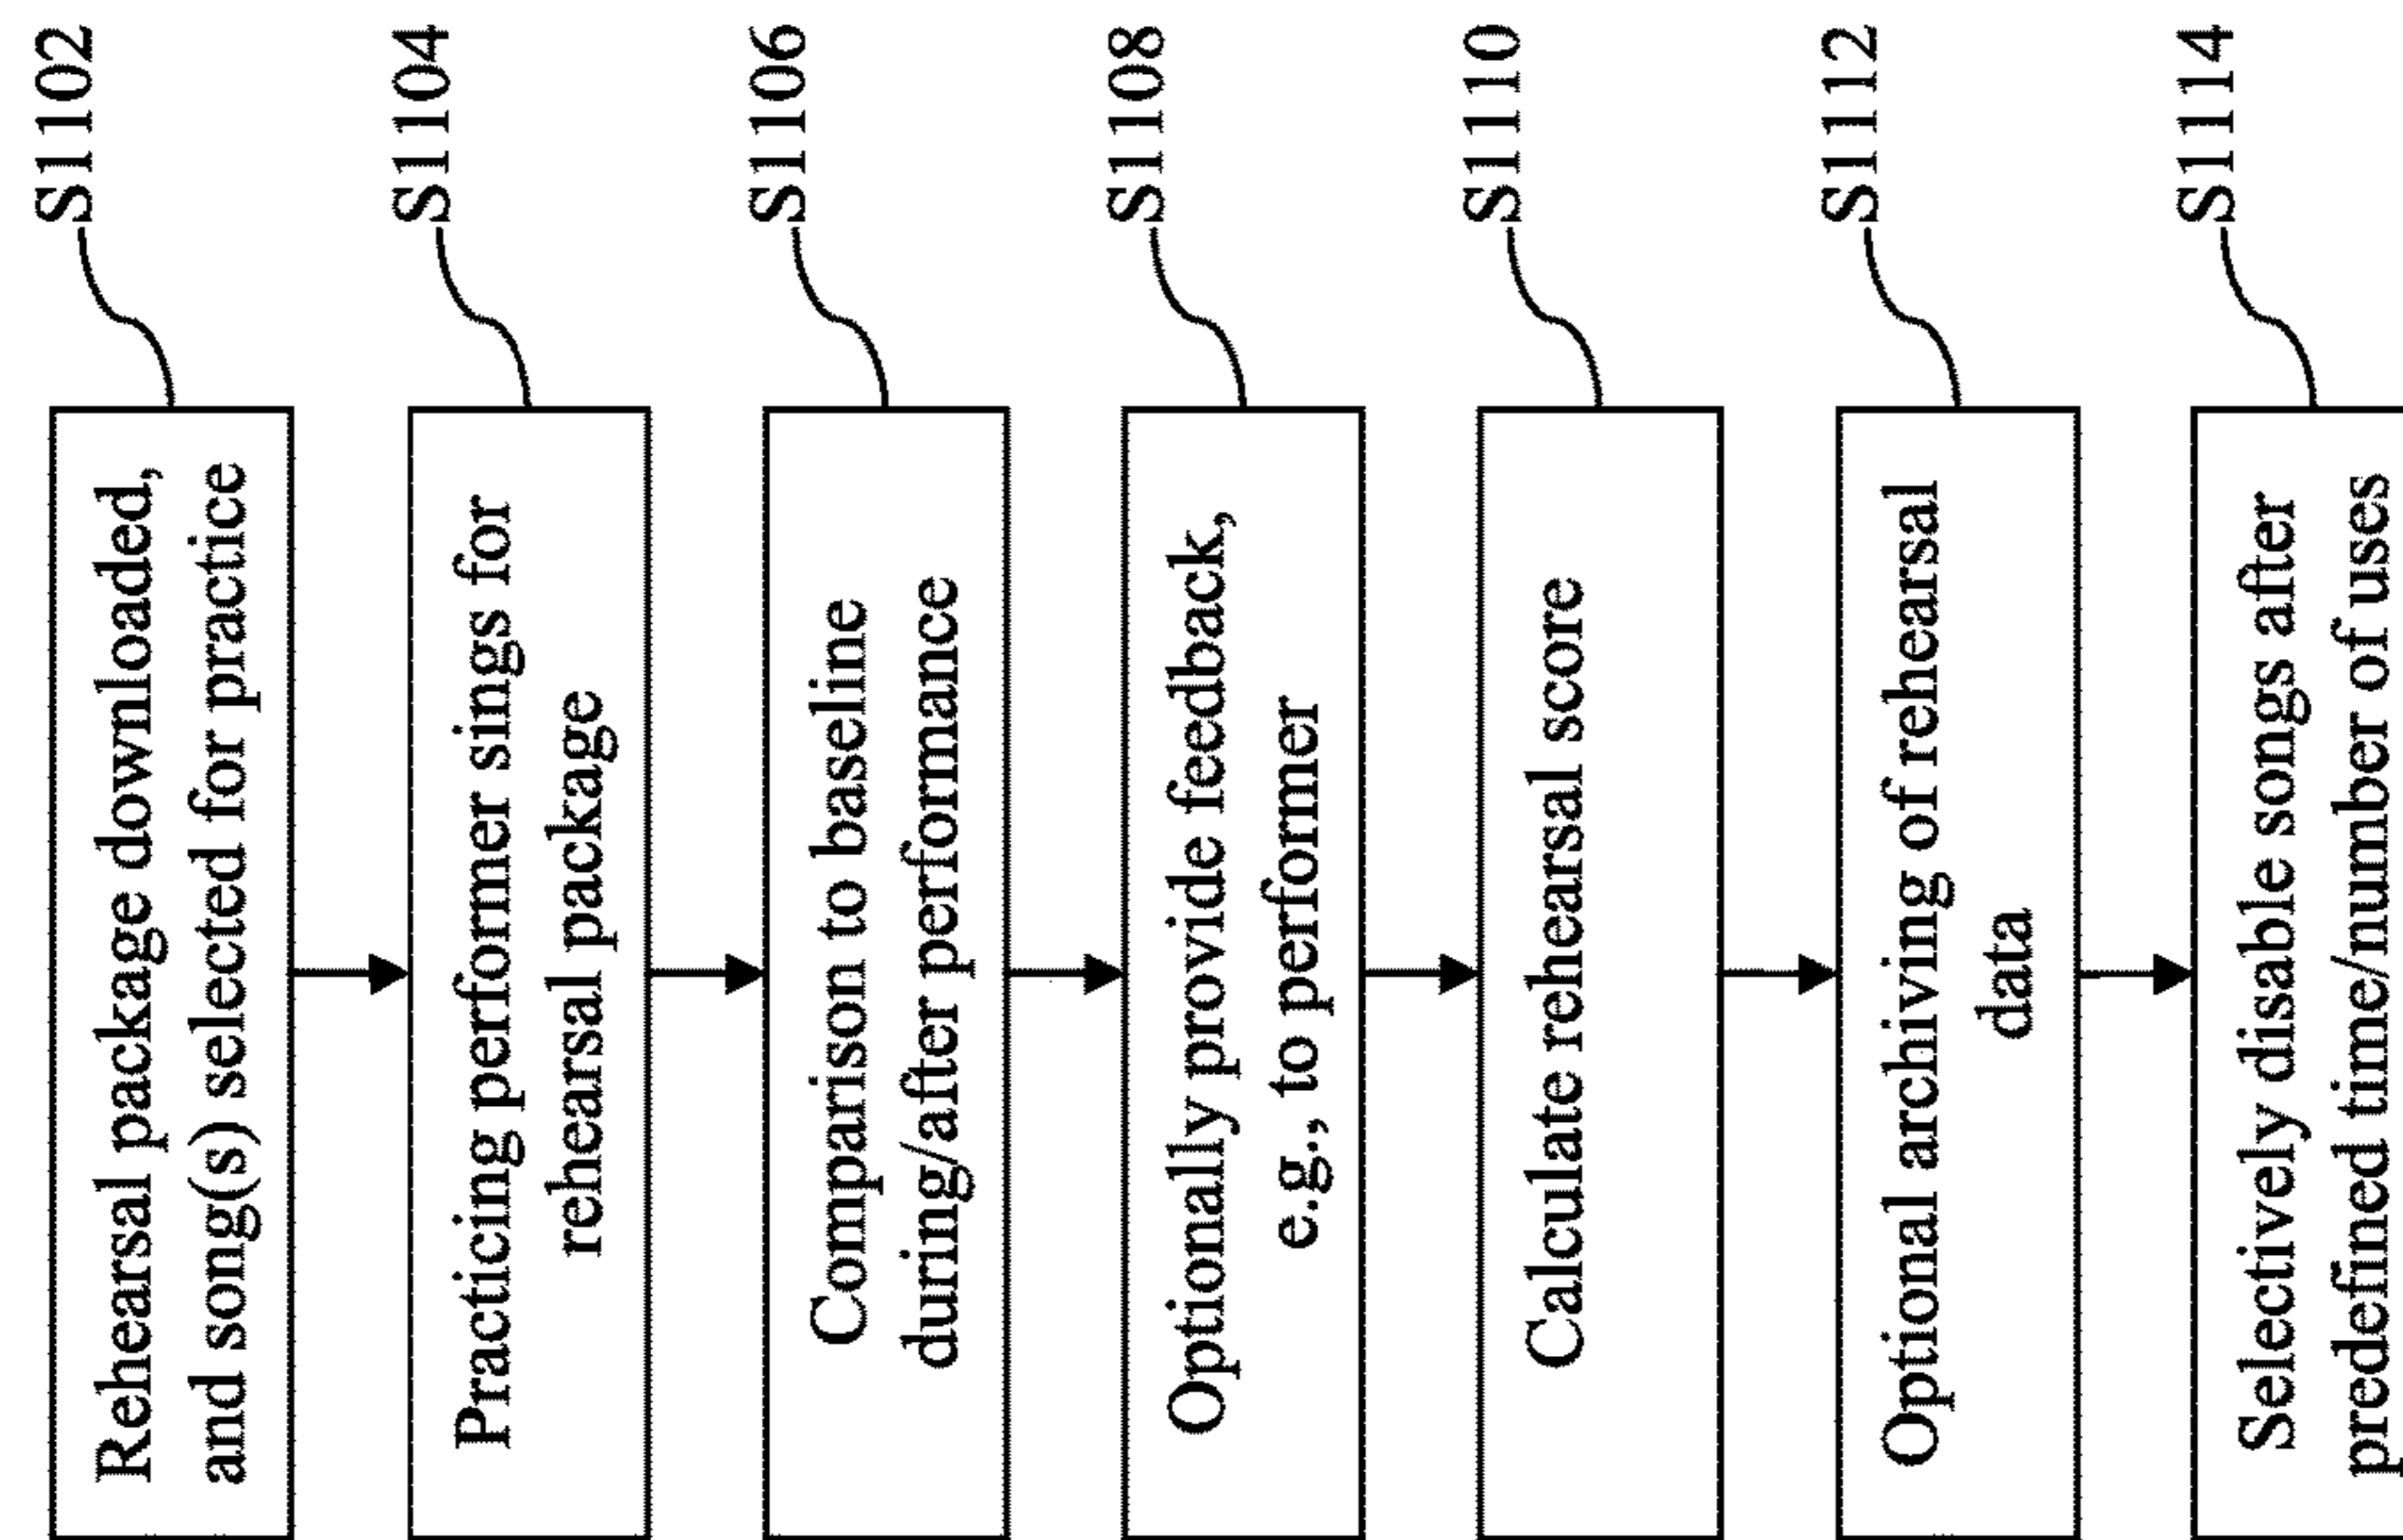 Rehearsal package downloaded,
and song(s) selected for practice
S1102
Practicing performer sings for
rehearsal package
S1104
Comparison to baseline
during/after performance
S1106
Optionally provide feedback,
e.g., to performer
S1108
Calculate rehearsal score
S1110
Optional archiving of rehearsal
data
S1112
Selectively disable songs after
predefined time/number of uses
S1114